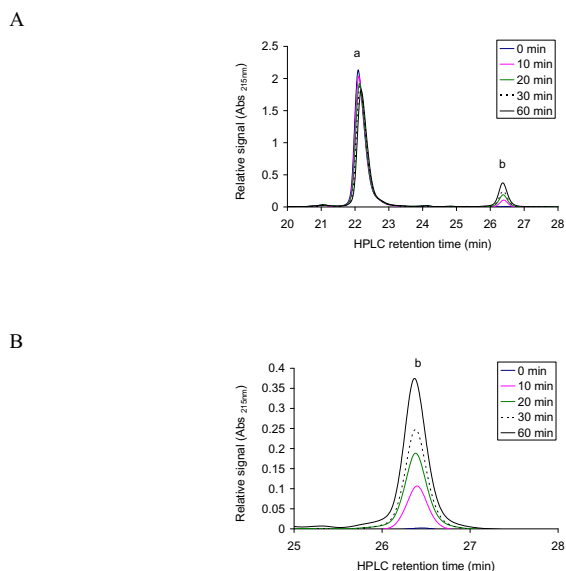 A
a
b
Relative signal (Abs 215nm)
2.5
2
1.5
1
0.5
0
20 21 22 23 24 25 26 27 28
HPLC retention time (min)
0 min
10 min
20 min
30 min
60 min
B
b
Relative signal (Abs 215nm)
0.4
0.35
0.3
0.25
0.2
0.15
0.1
0.05
0
25 26 27 28
HPLC retention time (min)
0 min
10 min
20 min
30 min
60 min